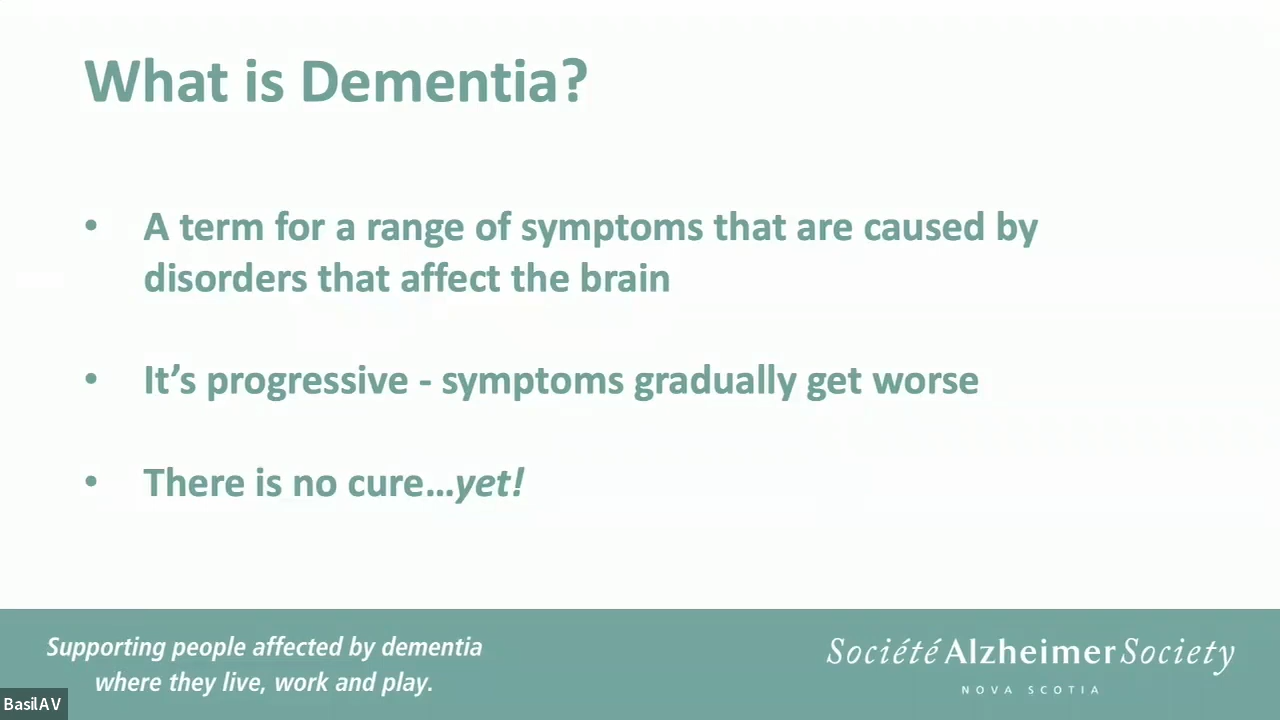 What is Dementia?
• A term for a range of symptoms that are caused by
disorders that affect the brain
• It’s progressive - symptoms gradually get worse
• There is no cure…yet!
Supporting people affected by dementia
where they live, work and play.
Société Alzheimer Society
NOVA SCOTIA
BasilAV